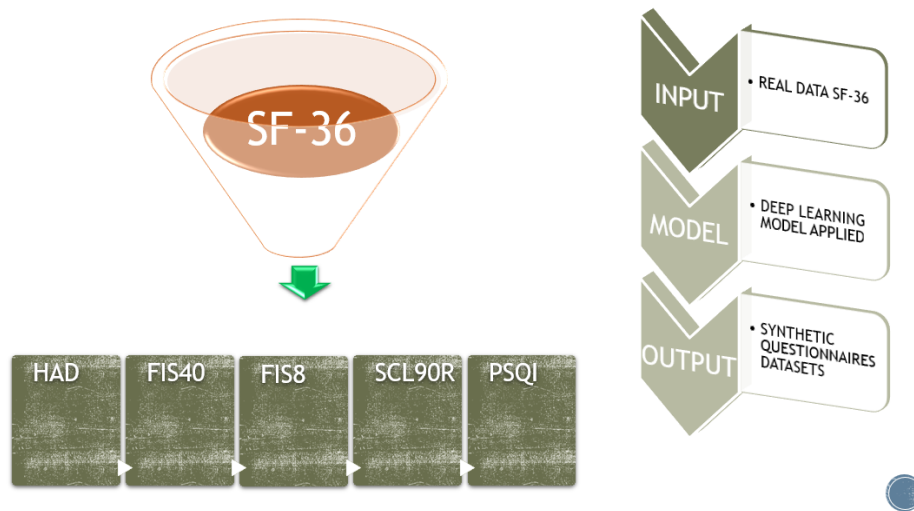 SF-36
HAD
FIS40
FIS8
SCL90R
PSQI
INPUT
• REAL DATA SF-36
MODEL
• DEEP LEARNING
MODEL APPLIED
OUTPUT
• SYNTHETIC
QUESTIONNAIRES
DATASETS